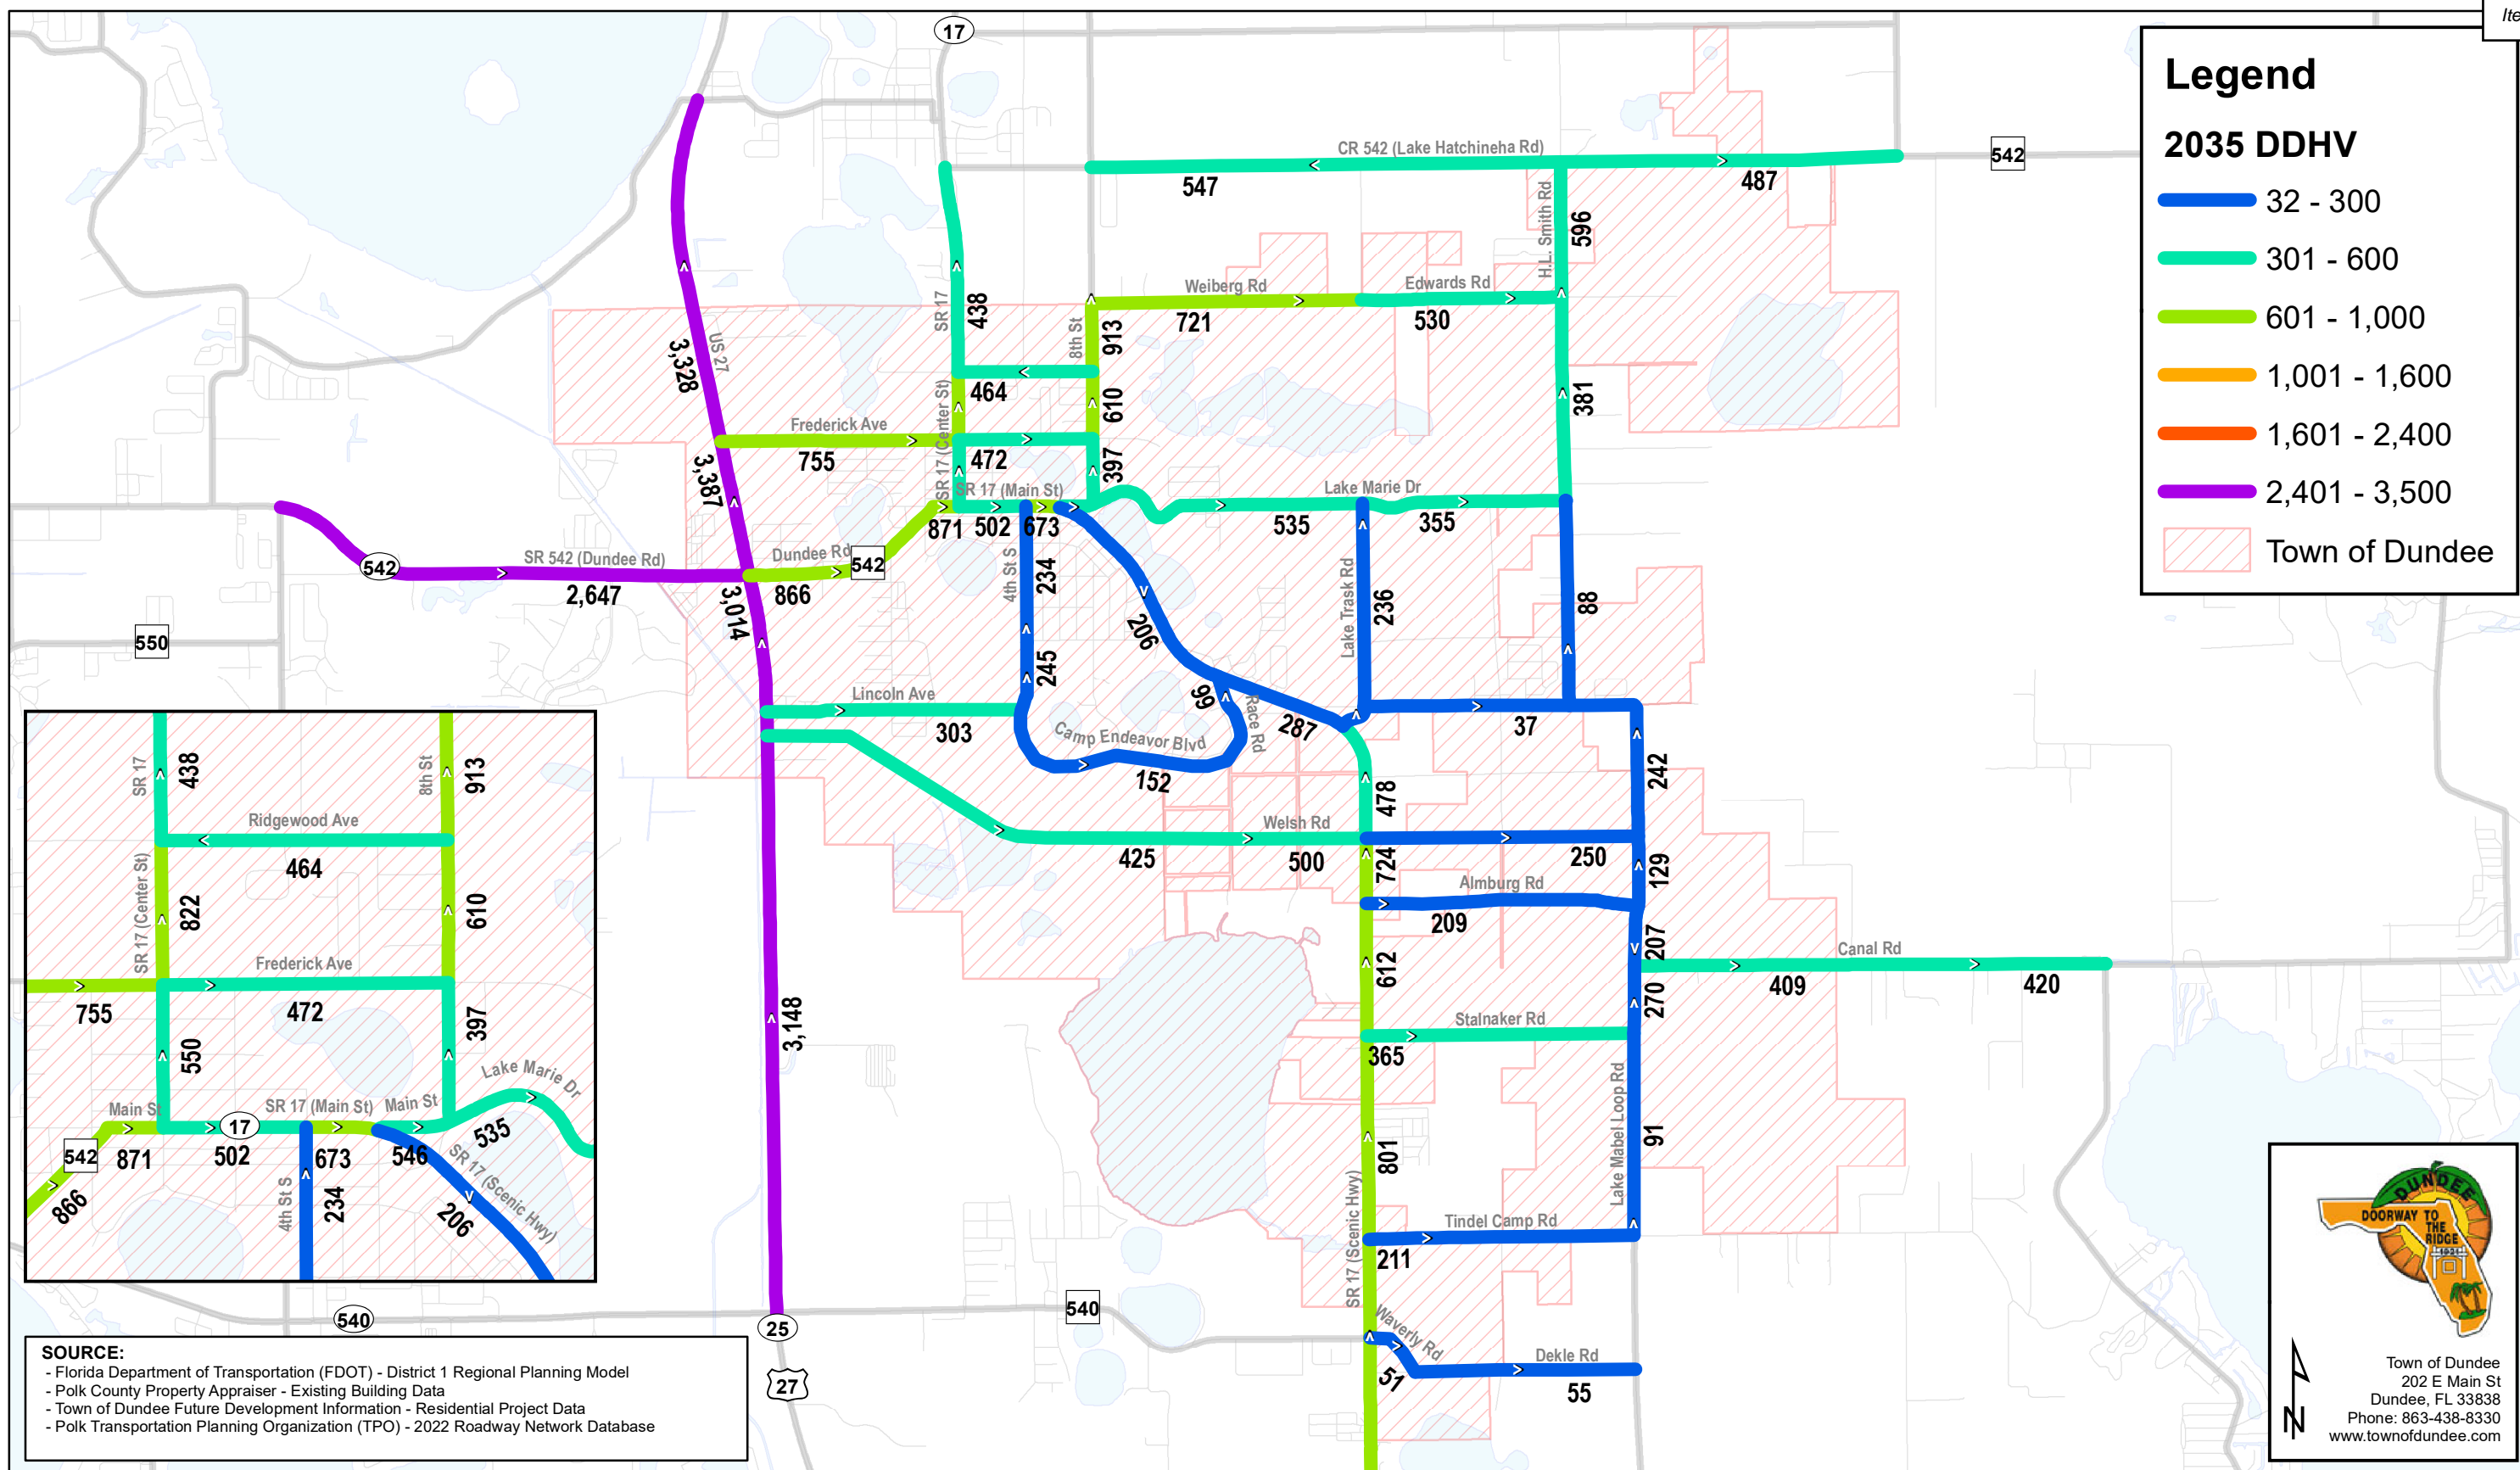 Ite
Legend
2035 DDHV
32 - 300
301 - 600
601 - 1,000
1,001 - 1,600
1,601 - 2,400
2,401 - 3,500
Town of Dundee
17
CR 542 (Lake Hatchineha Rd)
542
547
487
H.L. Smith Rd
596
Weiberg Rd
Edwards Rd
721
530
SR 17
438
8th St
913
US 27
3,328
464
610
381
SR 17 (Center St)
Frederick Ave
755
472
397
3,387
SR 17 (Main St)
Lake Marie Dr
871
502
673
535
355
SR 542 (Dundee Rd)
542
2,647
Dundee Rd
542
866
3,014
4th St S
234
206
Lake Trask Rd
236
88
550
245
Lincoln Ave
303
99
Race Rd
287
37
Camp Endeavor Blvd
152
242
478
Welsh Rd
425
500
250
724
129
Almburg Rd
209
207
Canal Rd
409
420
612
270
Stalnaker Rd
365
3,148
Lake Mabel Loop Rd
91
801
SR 17 (Scenic Hwy)
Tindel Camp Rd
211
Waverly Rd
51
Dekle Rd
55
540
540
25
27
SR 17
438
8th St
913
Ridgewood Ave
464
SR 17 (Center St)
822
610
Frederick Ave
755
472
397
550
Lake Marie Dr
Main St
SR 17 (Main St)
Main St
17
542
871
502
673
546
535
866
4th St S
234
206
SR 17 (Scenic Hwy)
SOURCE:
- Florida Department of Transportation (FDOT) - District 1 Regional Planning Model
- Polk County Property Appraiser - Existing Building Data
- Town of Dundee Future Development Information - Residential Project Data
- Polk Transportation Planning Organization (TPO) - 2022 Roadway Network Database
DUNDEE
DOORWAY TO
THE
RIDGE
N
Town of Dundee
202 E Main St
Dundee, FL 33838
Phone: 863-438-8330
www.townofdundee.com